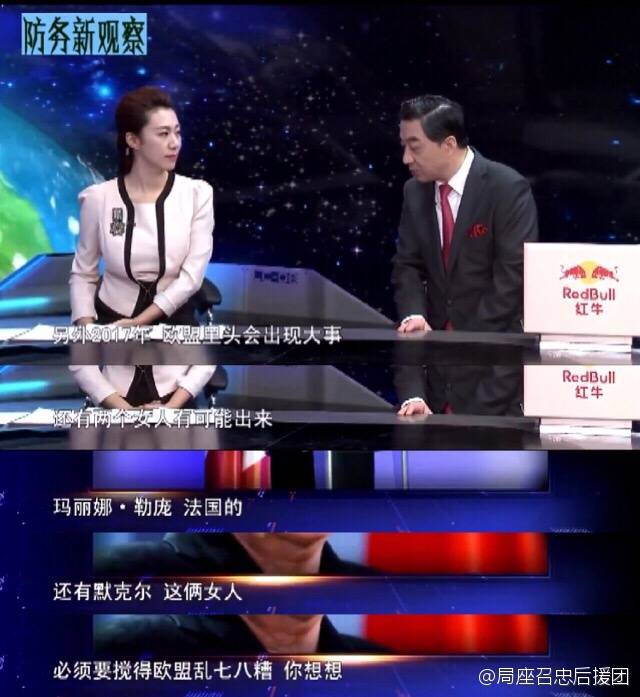 防务新观察
RedBull
红牛
另外2017年 欧盟里头会出现大事
RedBull
红牛
还有两个女人有可能出来
玛丽娜·勒庞 法国的
还有默克尔 这俩女人
必须要搅得欧盟乱七八糟 你想想
@局座召忠后援团